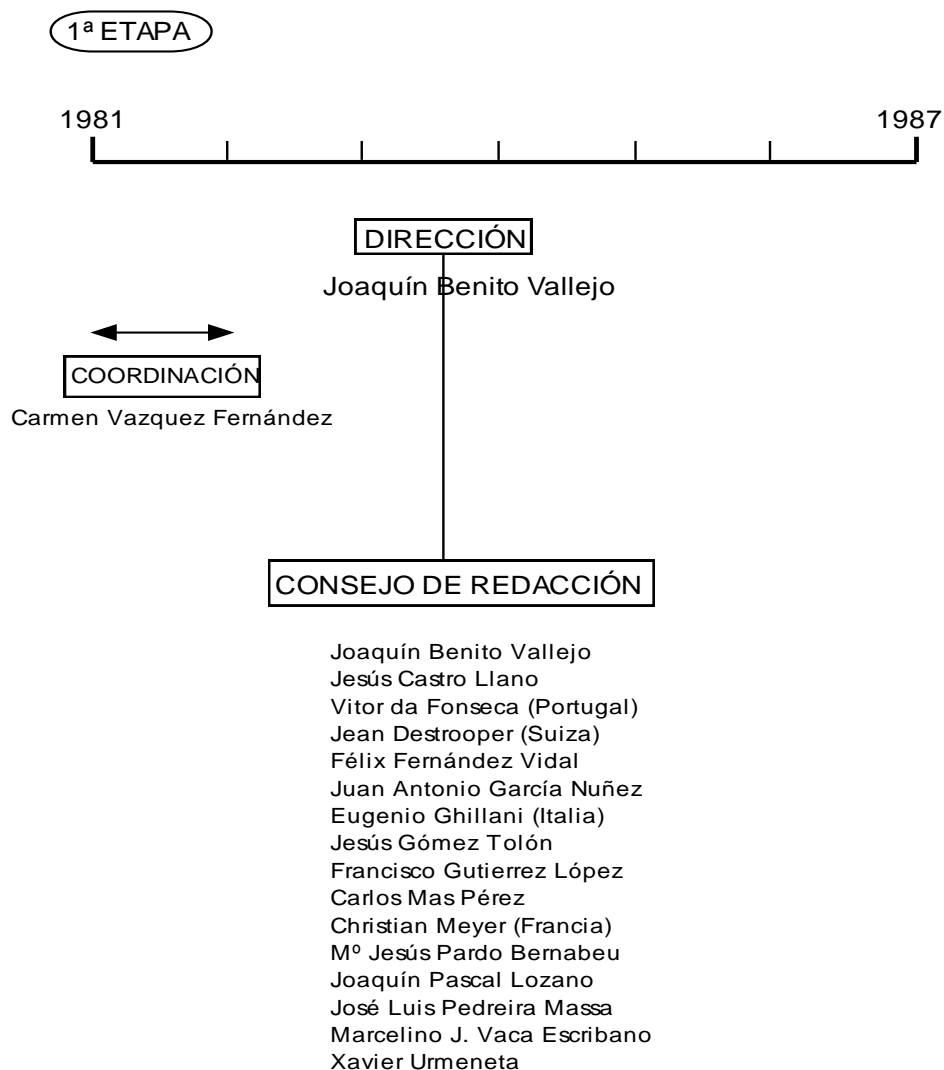 1ª ETAPA
1981 1987
DIRECCIÓN
Joaquín Benito Vallejo
COORDINACIÓN
Carmen Vazquez Fernández
CONSEJO DE REDACCIÓN
Joaquín Benito Vallejo
Jesús Castro Llano
Vitor da Fonseca (Portugal)
Jean Destrooper (Suiza)
Félix Fernández Vidal
Juan Antonio García Nuñez
Eugenio Ghillani (Italia)
Jesús Gómez Tolón
Francisco Gutierrez López
Carlos Mas Pérez
Christian Meyer (Francia)
Mº Jesús Pardo Bernabeu
Joaquín Pascal Lozano
José Luis Pedreira Massa
Marcelino J. Vaca Escribano
Xavier Urmeneta